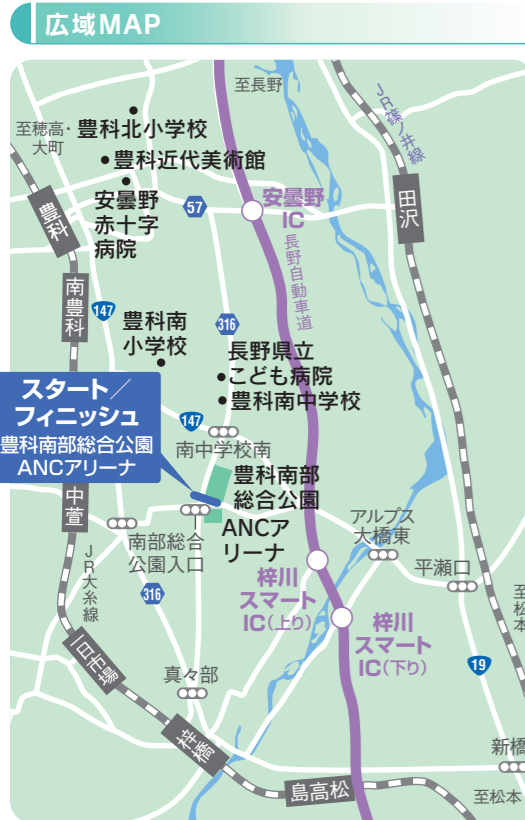 広域MAP
至長野
JR篠ノ井線
至穂高・
大町
豊科北小学校
豊科近代美術館
安曇野
赤十字
病院
57
安曇野
IC
田沢
豊科
長野自動車道
南豊科
147
豊科南
小学校
316
長野県立
こども病院
豊科南中学校
スタート/
フィニッシュ
豊科南部総合公園
ANCアリーナ
147
南中学校南
豊科南部
総合公園
中萱
ANCア
リーナ
アルプス
大橋東
南部総合
公園入口
JR大糸線
平瀬口
梓川
スマート
IC(上り)
至松本
316
梓川
スマート
IC(下り)
一日市場
真々部
19
梓橋
新橋
島高松
至松本